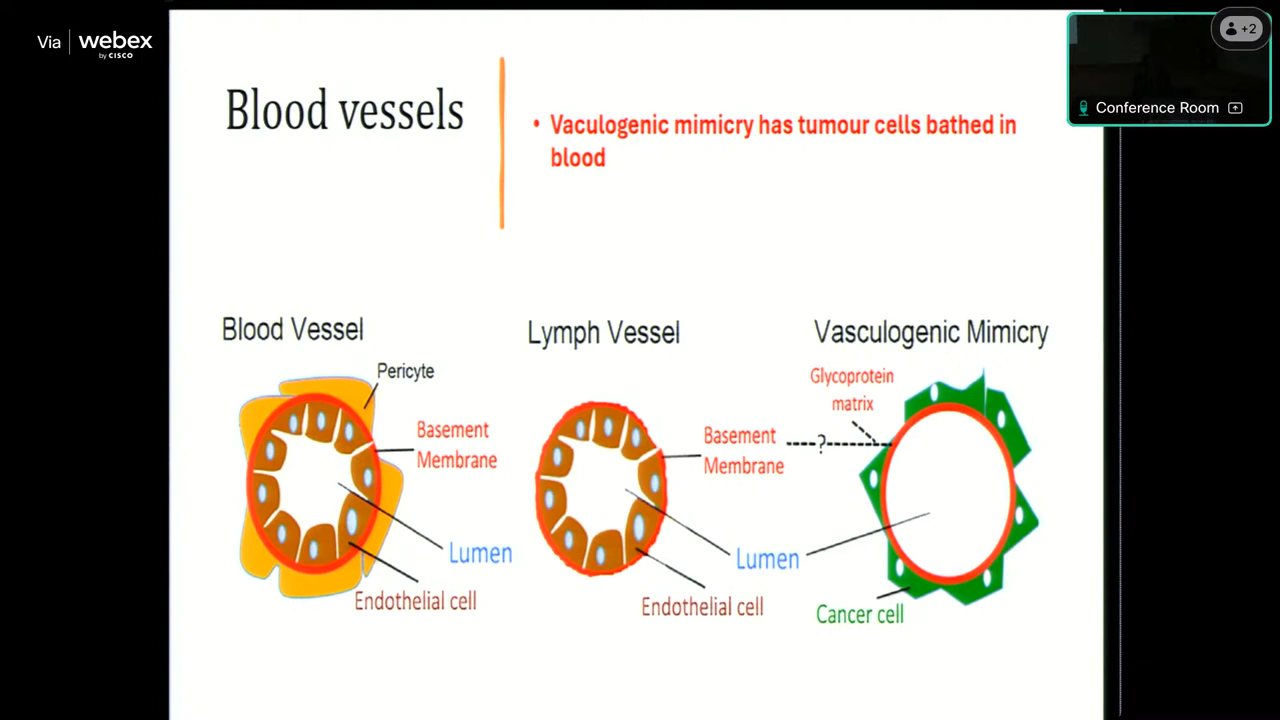 Via webex
by CISCO
+2
Conference Room
Blood vessels
• Vaculogenic mimicry has tumour cells bathed in
blood
Blood Vessel
Lymph Vessel
Vasculogenic Mimicry
Pericyte
Glycoprotein
matrix
Basement
Membrane
Basement
Membrane
?
Lumen
Lumen
Endothelial cell
Endothelial cell
Cancer cell